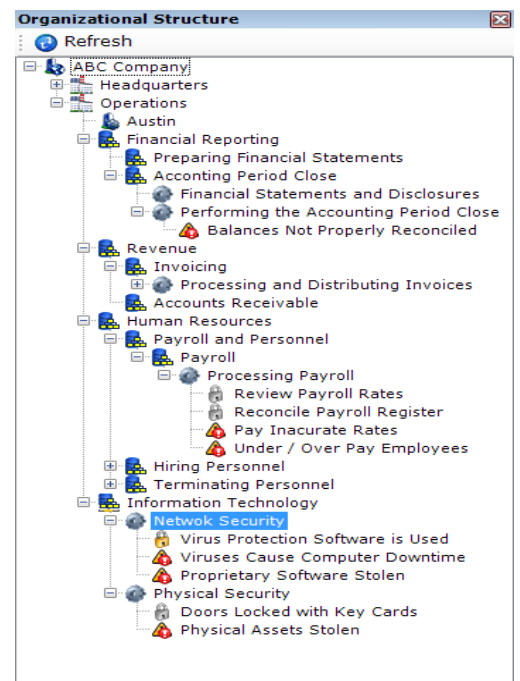 Organizational Structure
Refresh
ABC Company
Headquarters
Operations
Austin
Financial Reporting
Preparing Financial Statements
Acconting Period Close
Financial Statements and Disclosures
Performing the Accounting Period Close
Balances Not Properly Reconciled
Revenue
Invoicing
Processing and Distributing Invoices
Accounts Receivable
Human Resources
Payroll and Personnel
Payroll
Processing Payroll
Review Payroll Rates
Reconcile Payroll Register
Pay Inacurate Rates
Under / Over Pay Employees
Hiring Personnel
Terminating Personnel
Information Technology
Netwok Security
Virus Protection Software is Used
Viruses Cause Computer Downtime
Proprietary Software Stolen
Physical Security
Doors Locked with Key Cards
Physical Assets Stolen